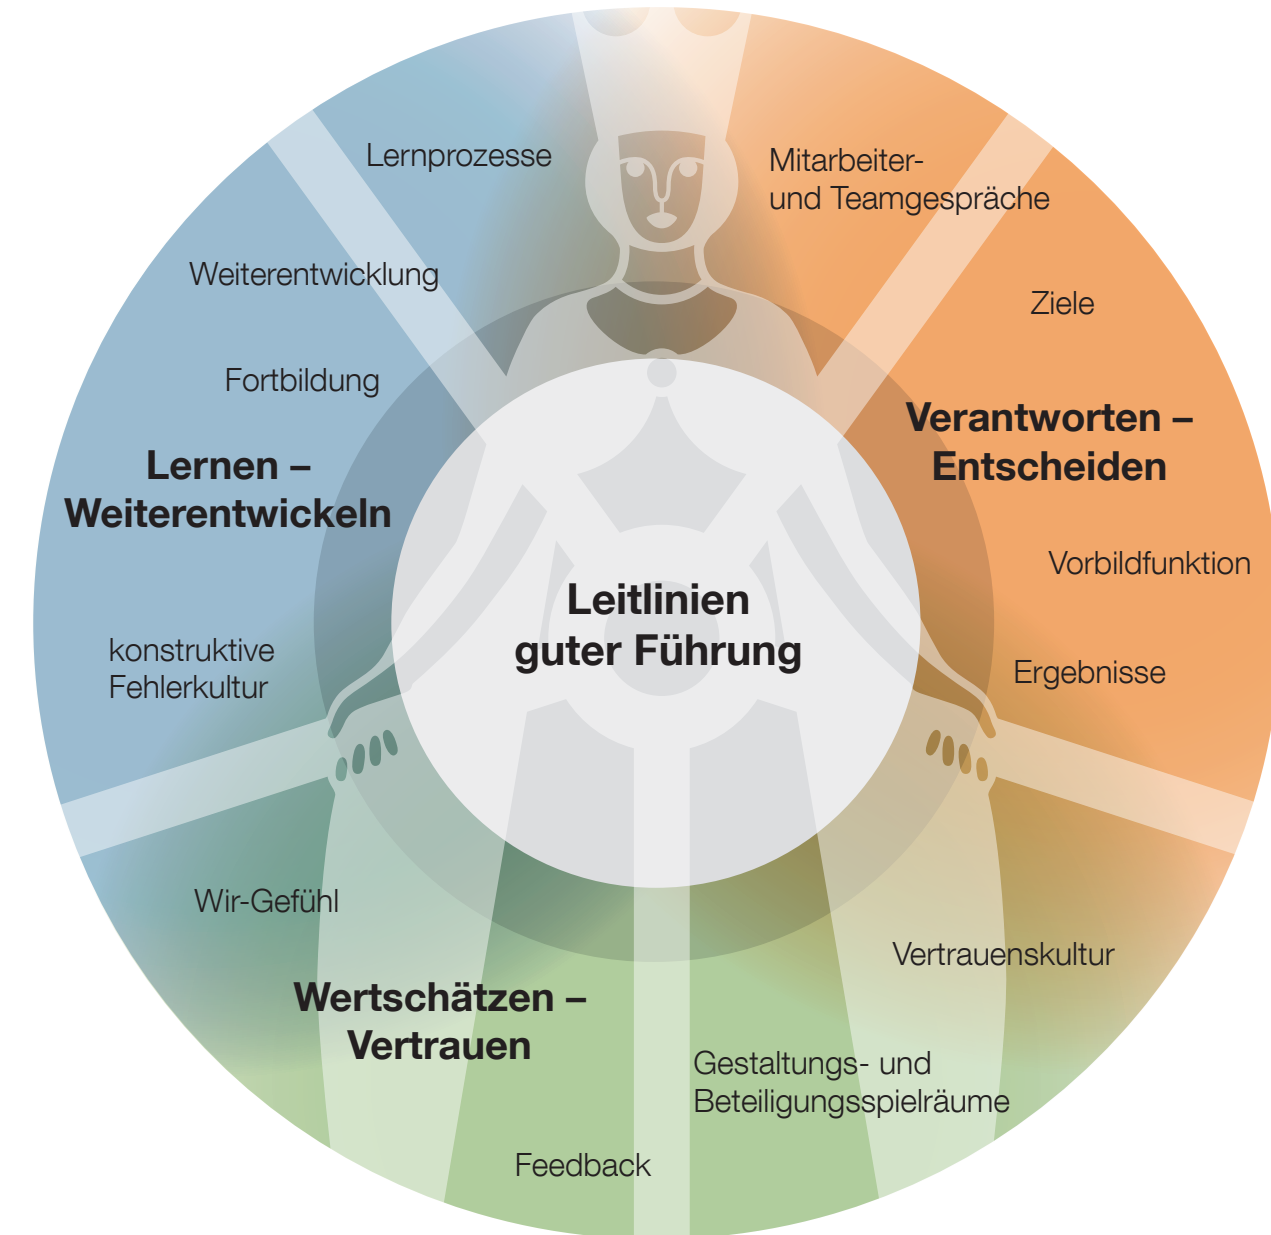 Lernprozesse
Mitarbeiter-
und Teamgespräche
Weiterentwicklung
Ziele
Fortbildung
Verantworten –
Entscheiden
Lernen –
Weiterentwickeln
Vorbildfunktion
Leitlinien
guter Führung
konstruktive
Fehlerkultur
Ergebnisse
Wir-Gefühl
Vertrauenskultur
Wertschätzen –
Vertrauen
Gestaltungs- und
Beteiligungsspielräume
Feedback